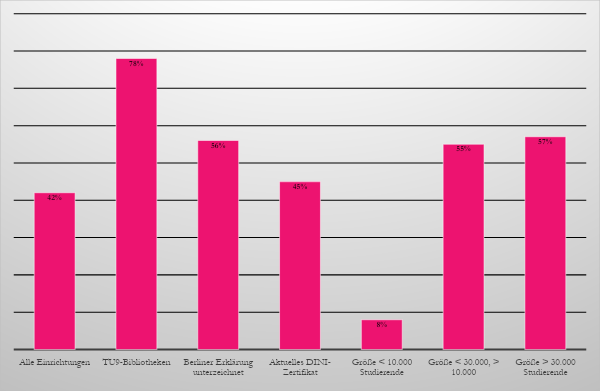 78%
56%
55%
57%
45%
42%
8%
Alle Einrichtungen
TU9-Bibliotheken
Berliner Erklärung
unterzeichnet
Aktuelles DINI-
Zertifikat
Größe < 10.000
Studierende
Größe < 30.000, >
10.000
Größe > 30.000
Studierende